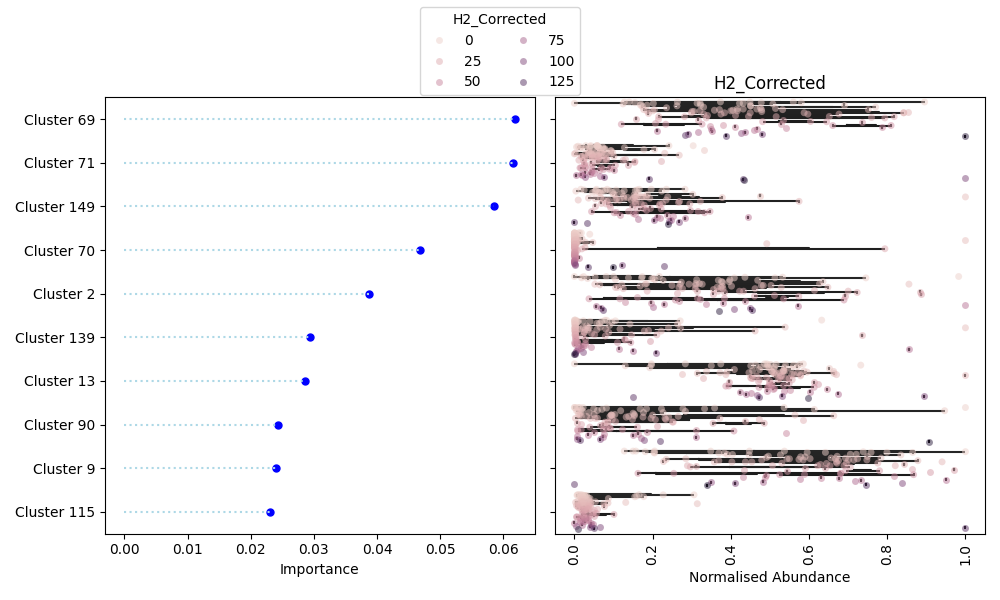 H2_Corrected
0 75
25 100
50 125
H2_Corrected
Cluster 69
Cluster 71
Cluster 149
Cluster 70
Cluster 2
Cluster 139
Cluster 13
Cluster 90
Cluster 9
Cluster 115
0.00 0.01 0.02 0.03 0.04 0.05 0.06
Importance
0.0 0.2 0.4 0.6 0.8 1.0
Normalised Abundance